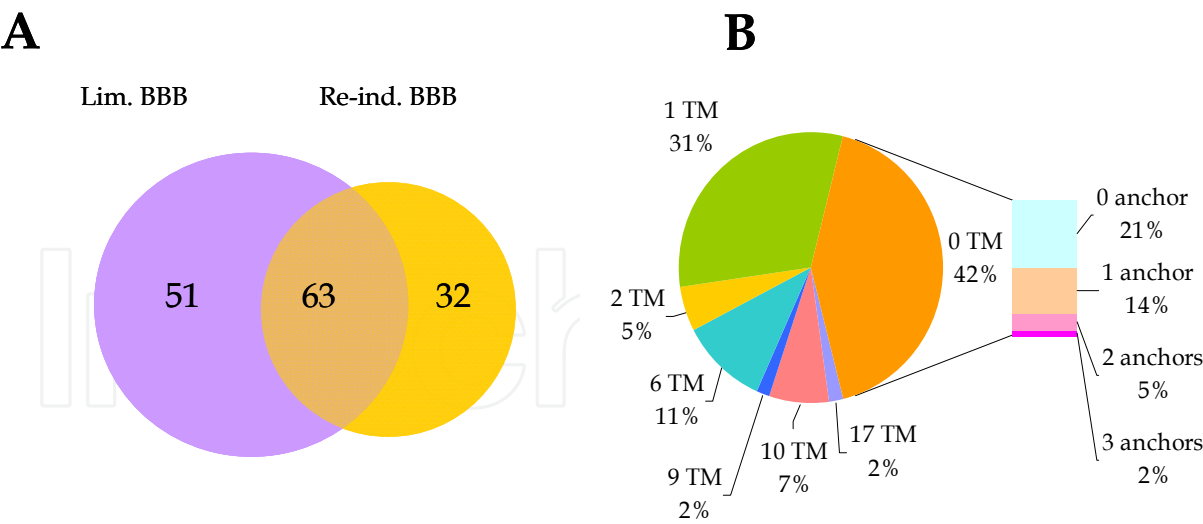 A
B
Lim. BBB
Re-ind. BBB
51
63
32
1 TM
31%
0 TM
42%
2 TM
5%
6 TM
11%
9 TM
2%
10 TM
7%
17 TM
2%
0 anchor
21%
1 anchor
14%
2 anchors
5%
3 anchors
2%